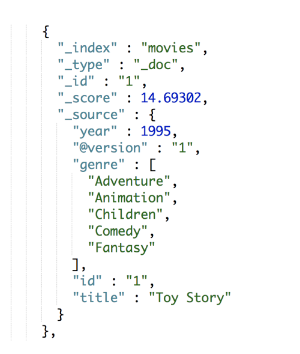 {
"_index" : "movies",
"_type" : "_doc",
"_id" : "1",
"_score" : 14.69302,
"_source" : {
"year" : 1995,
"@version" : "1",
"genre" : [
"Adventure",
"Animation",
"Children",
"Comedy",
"Fantasy"
],
"id" : "1",
"title" : "Toy Story"
}
},